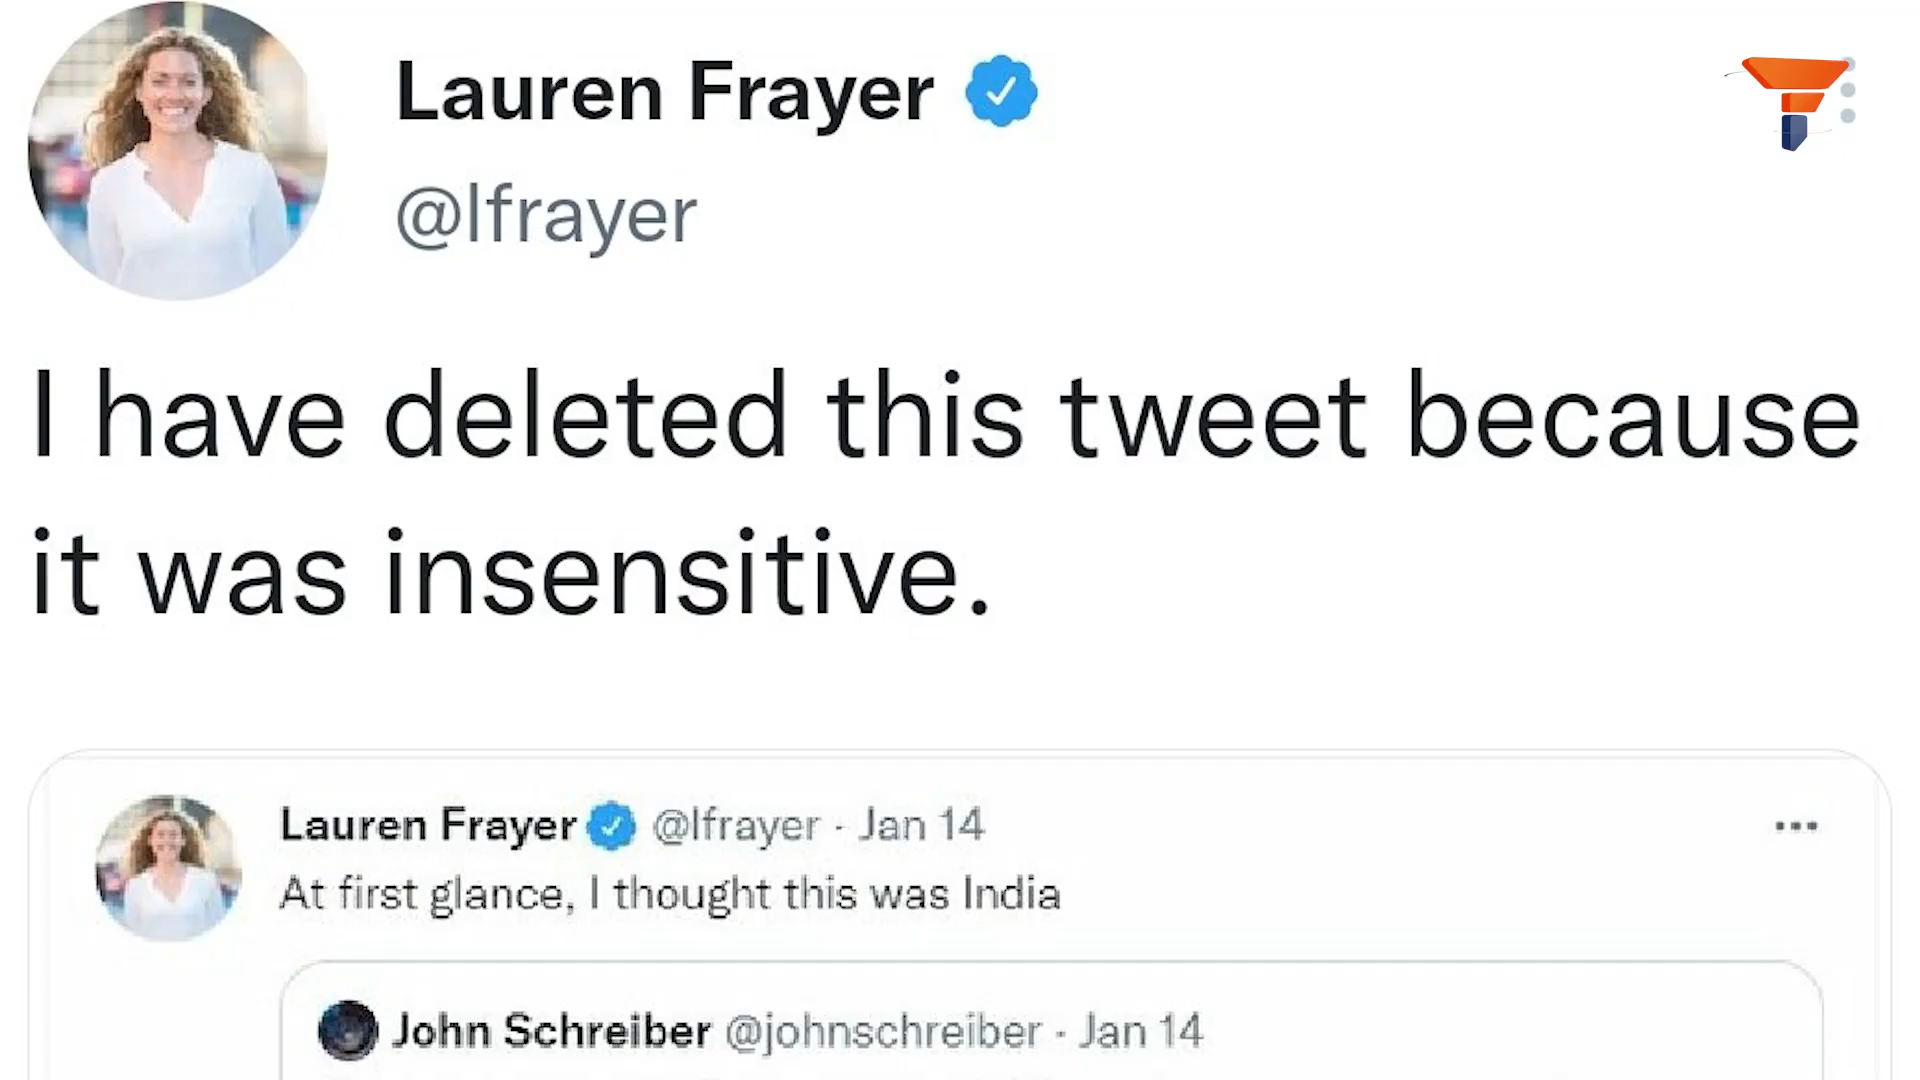 Lauren Frayer
@lfrayer
I have deleted this tweet because
it was insensitive.
Lauren Frayer @lfrayer · Jan 14
At first glance, I thought this was India
John Schreiber @johnschreiber · Jan 14